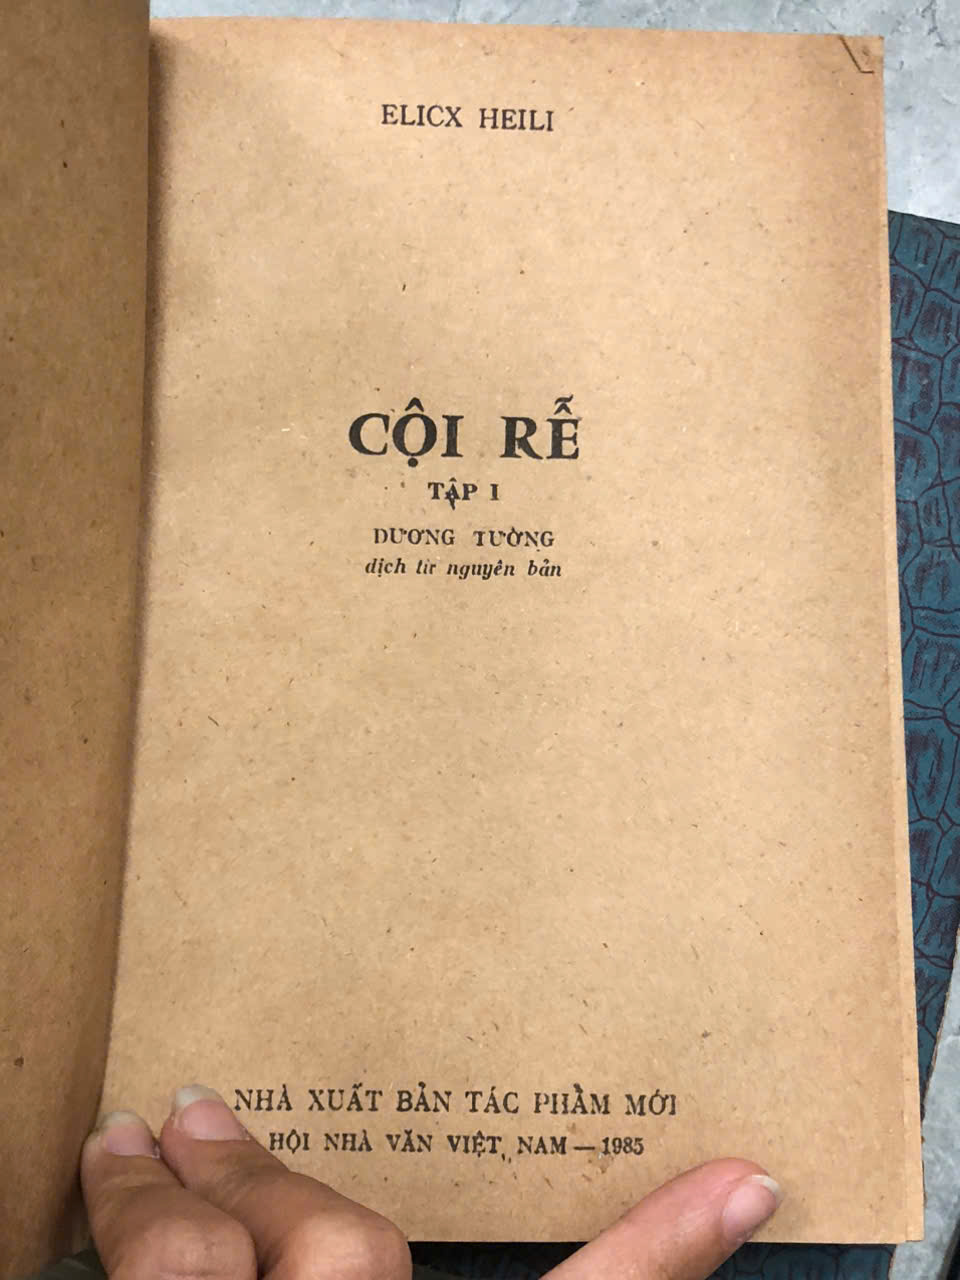 ELICX HEILI
CỘI RỄ
TẬP I
DƯƠNG TƯỜNG
dịch từ nguyên bản
NHÀ XUẤT BẢN TÁC PHẨM MỚI
HỘI NHÀ VĂN VIỆT NAM — 1985